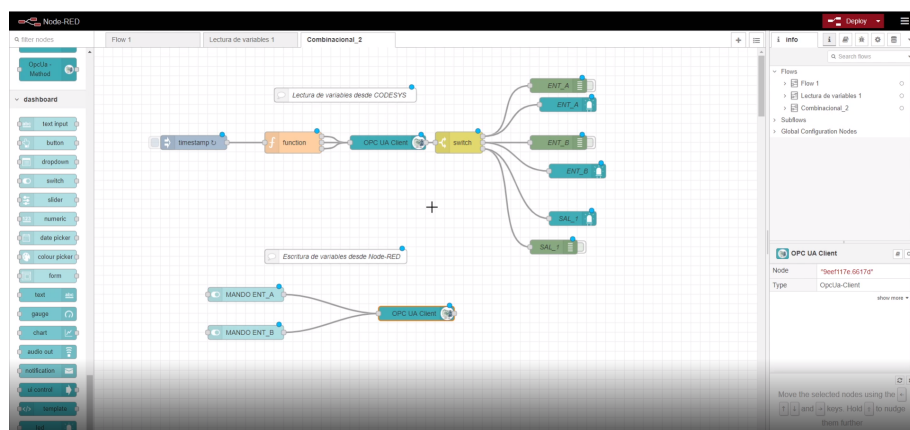 Node-RED
Deploy
filter nodes
Flow 1
Lectura de variables 1
Combinacional_2
info
OpcUa -
Method
dashboard
text input
button
dropdown
switch
slider
numeric
date picker
colour picker
form
text
gauge
chart
audio out
notification
ui control
template
Lectura de variables desde CODESYS
timestamp ↻
function
OPC UA Client
switch
ENT_A
ENT_A
ENT_B
ENT_B
SAL_1
SAL_1
Escritura de variables desde Node-RED
MANDO ENT_A
MANDO ENT_B
OPC UA Client
Search flows
Flows
Flow 1
Lectura de variables 1
Combinacional_2
Subflows
Global Configuration Nodes
OPC UA Client
Node "9eef117e.6617d"
Type OpcUa-Client
show more
Move the selected nodes using the ←
↑ ↓ and → keys. Hold ⇧ to nudge
them further